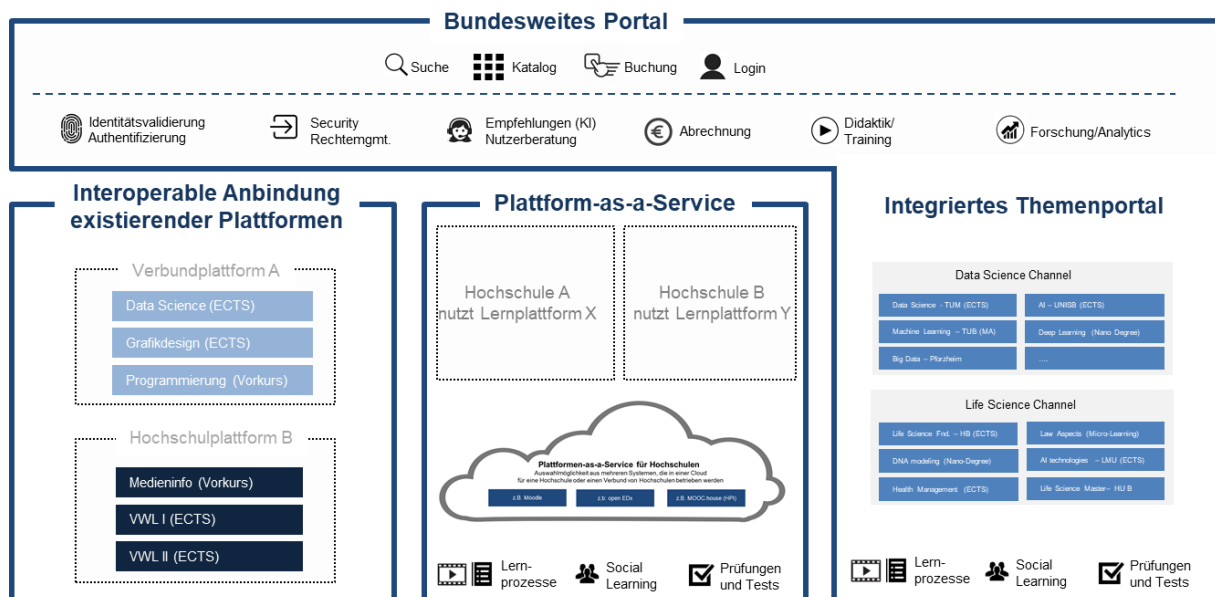 Bundesweites Portal
Suche
Katalog
Buchung
Login
Identitätsvalidierung
Authentifizierung
Security
Rechtemgmt.
Empfehlungen (KI)
Nutzerberatung
Abrechnung
Didaktik/
Training
Forschung/Analytics
Interoperable Anbindung
existierender Plattformen
Verbundplattform A
Data Science (ECTS)
Grafikdesign (ECTS)
Programmierung (Vorkurs)
Hochschulplattform B
Medieninfo (Vorkurs)
VWL I (ECTS)
VWL II (ECTS)
Plattform-as-a-Service
Hochschule A
nutzt Lernplattform X
Hochschule B
nutzt Lernplattform Y
Plattformen-as-a-Service für Hochschulen
Auswahlmöglichkeit aus mehreren Systemen, die in einer Cloud
für eine Hochschule oder einen Verbund von Hochschulen betrieben werden
z.B. Moodle
z.b. open EDx
z.B. MOOC.house (HPI)
Lern-
prozesse
Social
Learning
Prüfungen
und Tests
Integriertes Themenportal
Data Science Channel
Data Science - TUM (ECTS)
AI – UNISB (ECTS)
Machine Learning – TUB (MA)
Deep Learning (Nano Degree)
Big Data – Pforzheim
....
Life Science Channel
Life Science Fnd. – HB (ECTS)
Law Aspects (Micro-Learning)
DNA modeling (Nano-Degree)
AI technologies – LMU (ECTS)
Health Management (ECTS)
Life Science Master– HU B
Lern-
prozesse
Social
Learning
Prüfungen
und Tests